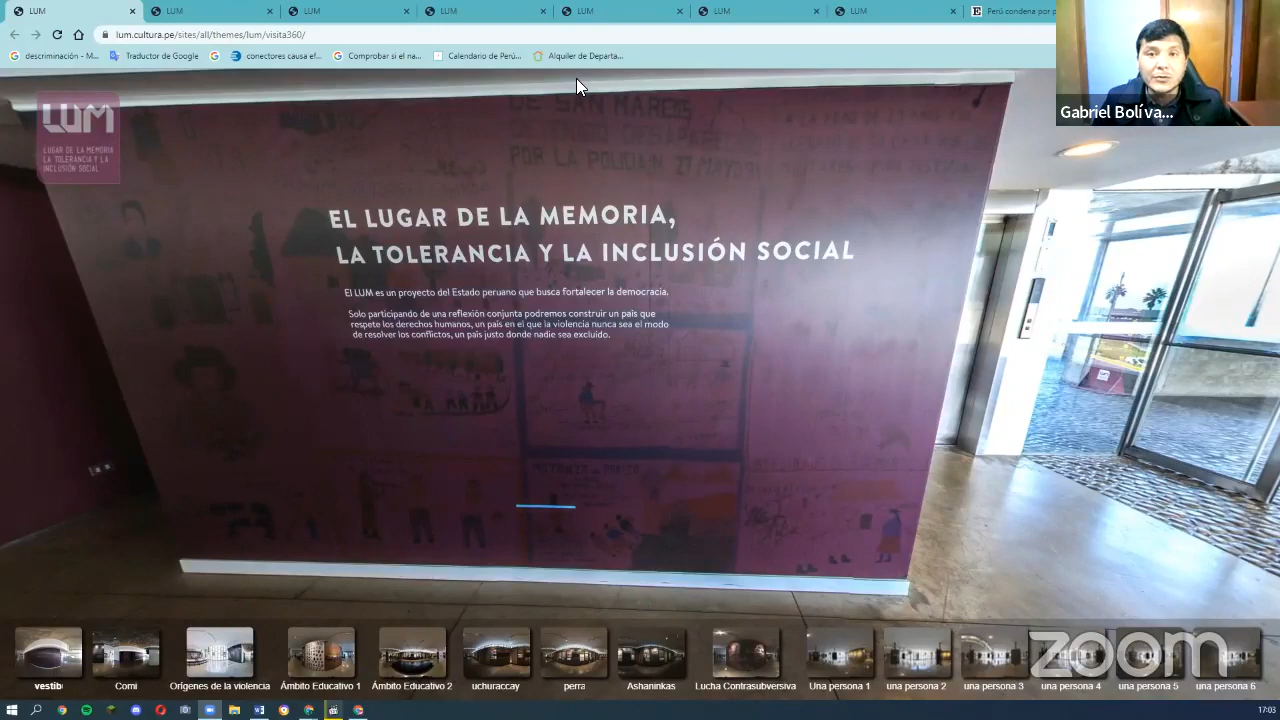 LUM
LUM
LUM
LUM
LUM
LUM
LUM
Perú condena por p
lum.cultura.pe/sites/all/themes/lum/visita360/
descriminación - M...
Traductor de Google
conectores causa ef...
Comprobar si el na...
Calendario de Perú,...
Alquiler de Departa...
Gabriel Bolíva...
LUM
LUGAR DE LA MEMORIA
LA TOLERANCIA Y LA
INCLUSIÓN SOCIAL
DE SAN MARCOS
POR LA POLICIA
EL LUGAR DE LA MEMORIA,
LA TOLERANCIA Y LA INCLUSIÓN SOCIAL
El LUM es un proyecto del Estado peruano que busca fortalecer la democracia.
Solo participando de una reflexión conjunta podremos construir un país que
respete los derechos humanos, un país en el que la violencia nunca sea el modo
de resolver los conflictos, un país justo donde nadie sea excluido.
vestib
Comi
Orígenes de la violencia
Ámbito Educativo 1
Ámbito Educativo 2
uchuraccay
perra
Ashaninkas
Lucha Contrasubversiva
Una persona 1
una persona 2
una persona 3
una persona 4
una persona 5
una persona 6
zoom
17:03